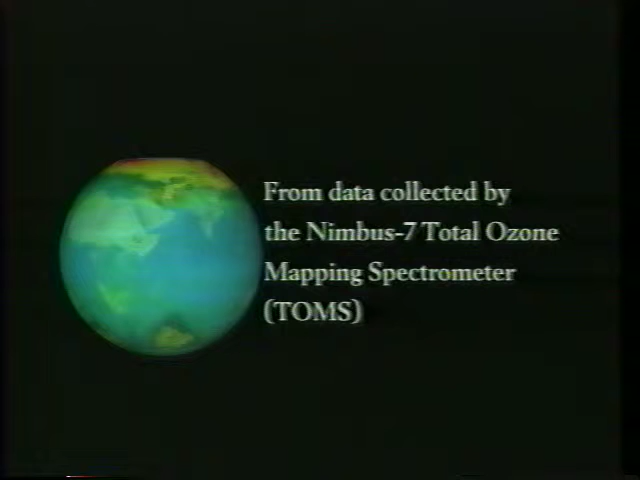 From data collected by
the Nimbus-7 Total Ozone
Mapping Spectrometer
(TOMS)